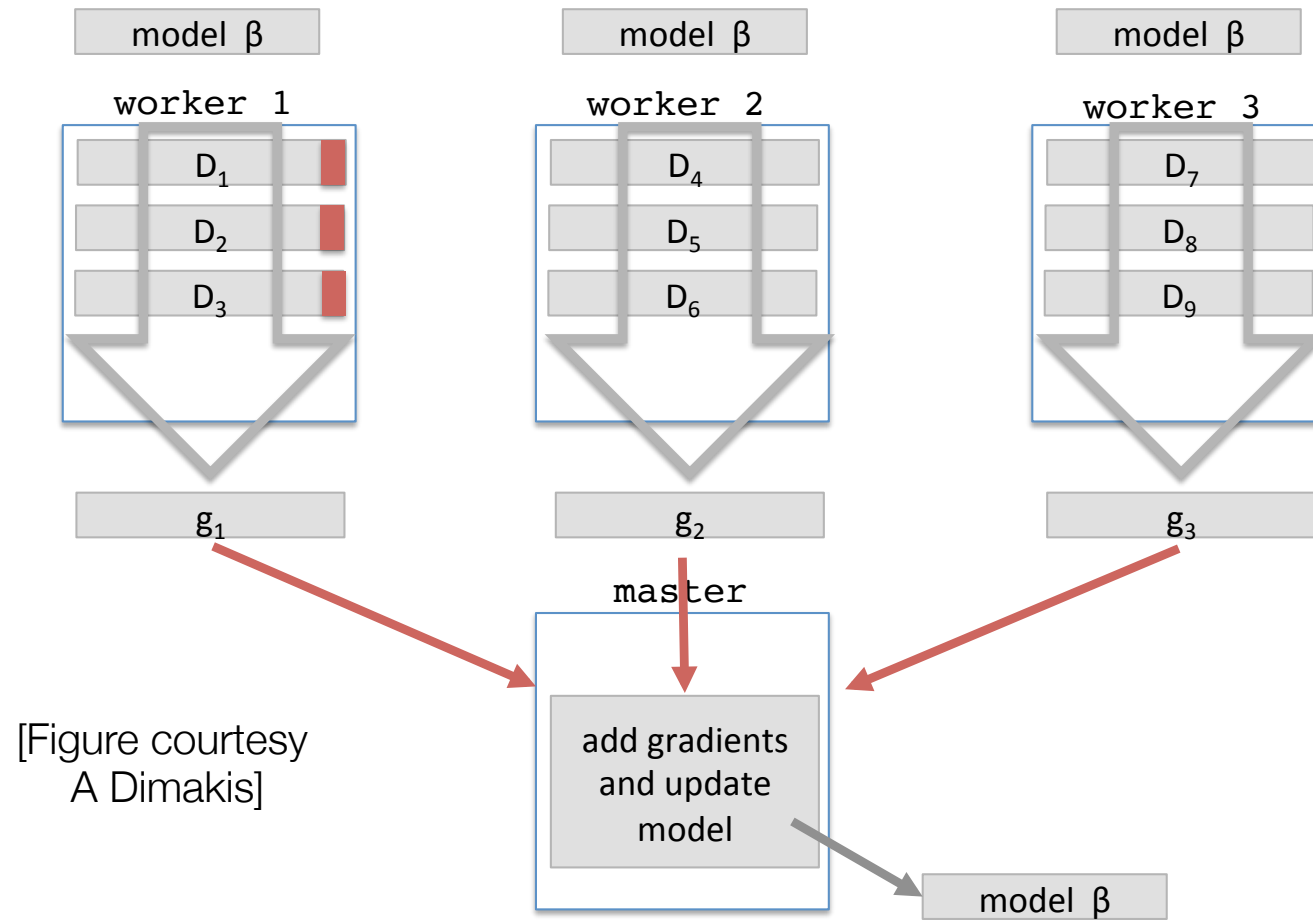 model β
model β
model β
worker 1
worker 2
worker 3
D₁
D₄
D₇
D₂
D₅
D₈
D₃
D₆
D₉
g₁
g₂
g₃
master
[Figure courtesy
A Dimakis]
add gradients
and update
model
model β